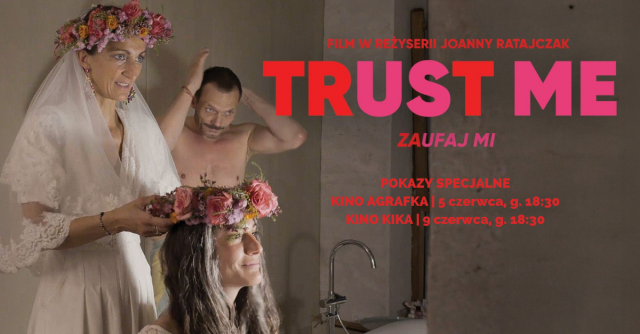 FILM W REŻYSERII JOANNY RATAJCZAK
TRUST ME
ZAUFAJ MI
POKAZY SPECJALNE
KINO AGRAFKA | 5 czerwca, g. 18:30
KINO KIKA | 9 czerwca, g. 18:30